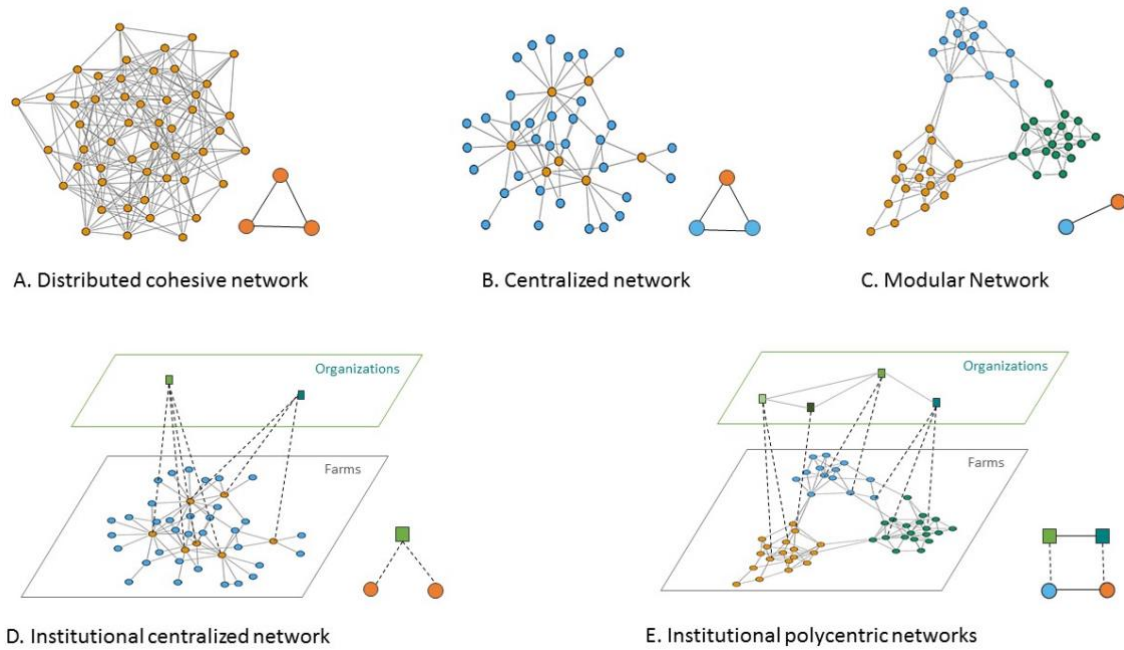 A. Distributed cohesive network
B. Centralized network
C. Modular Network
Organizations
Farms
D. Institutional centralized network
Organizations
Farms
E. Institutional polycentric networks